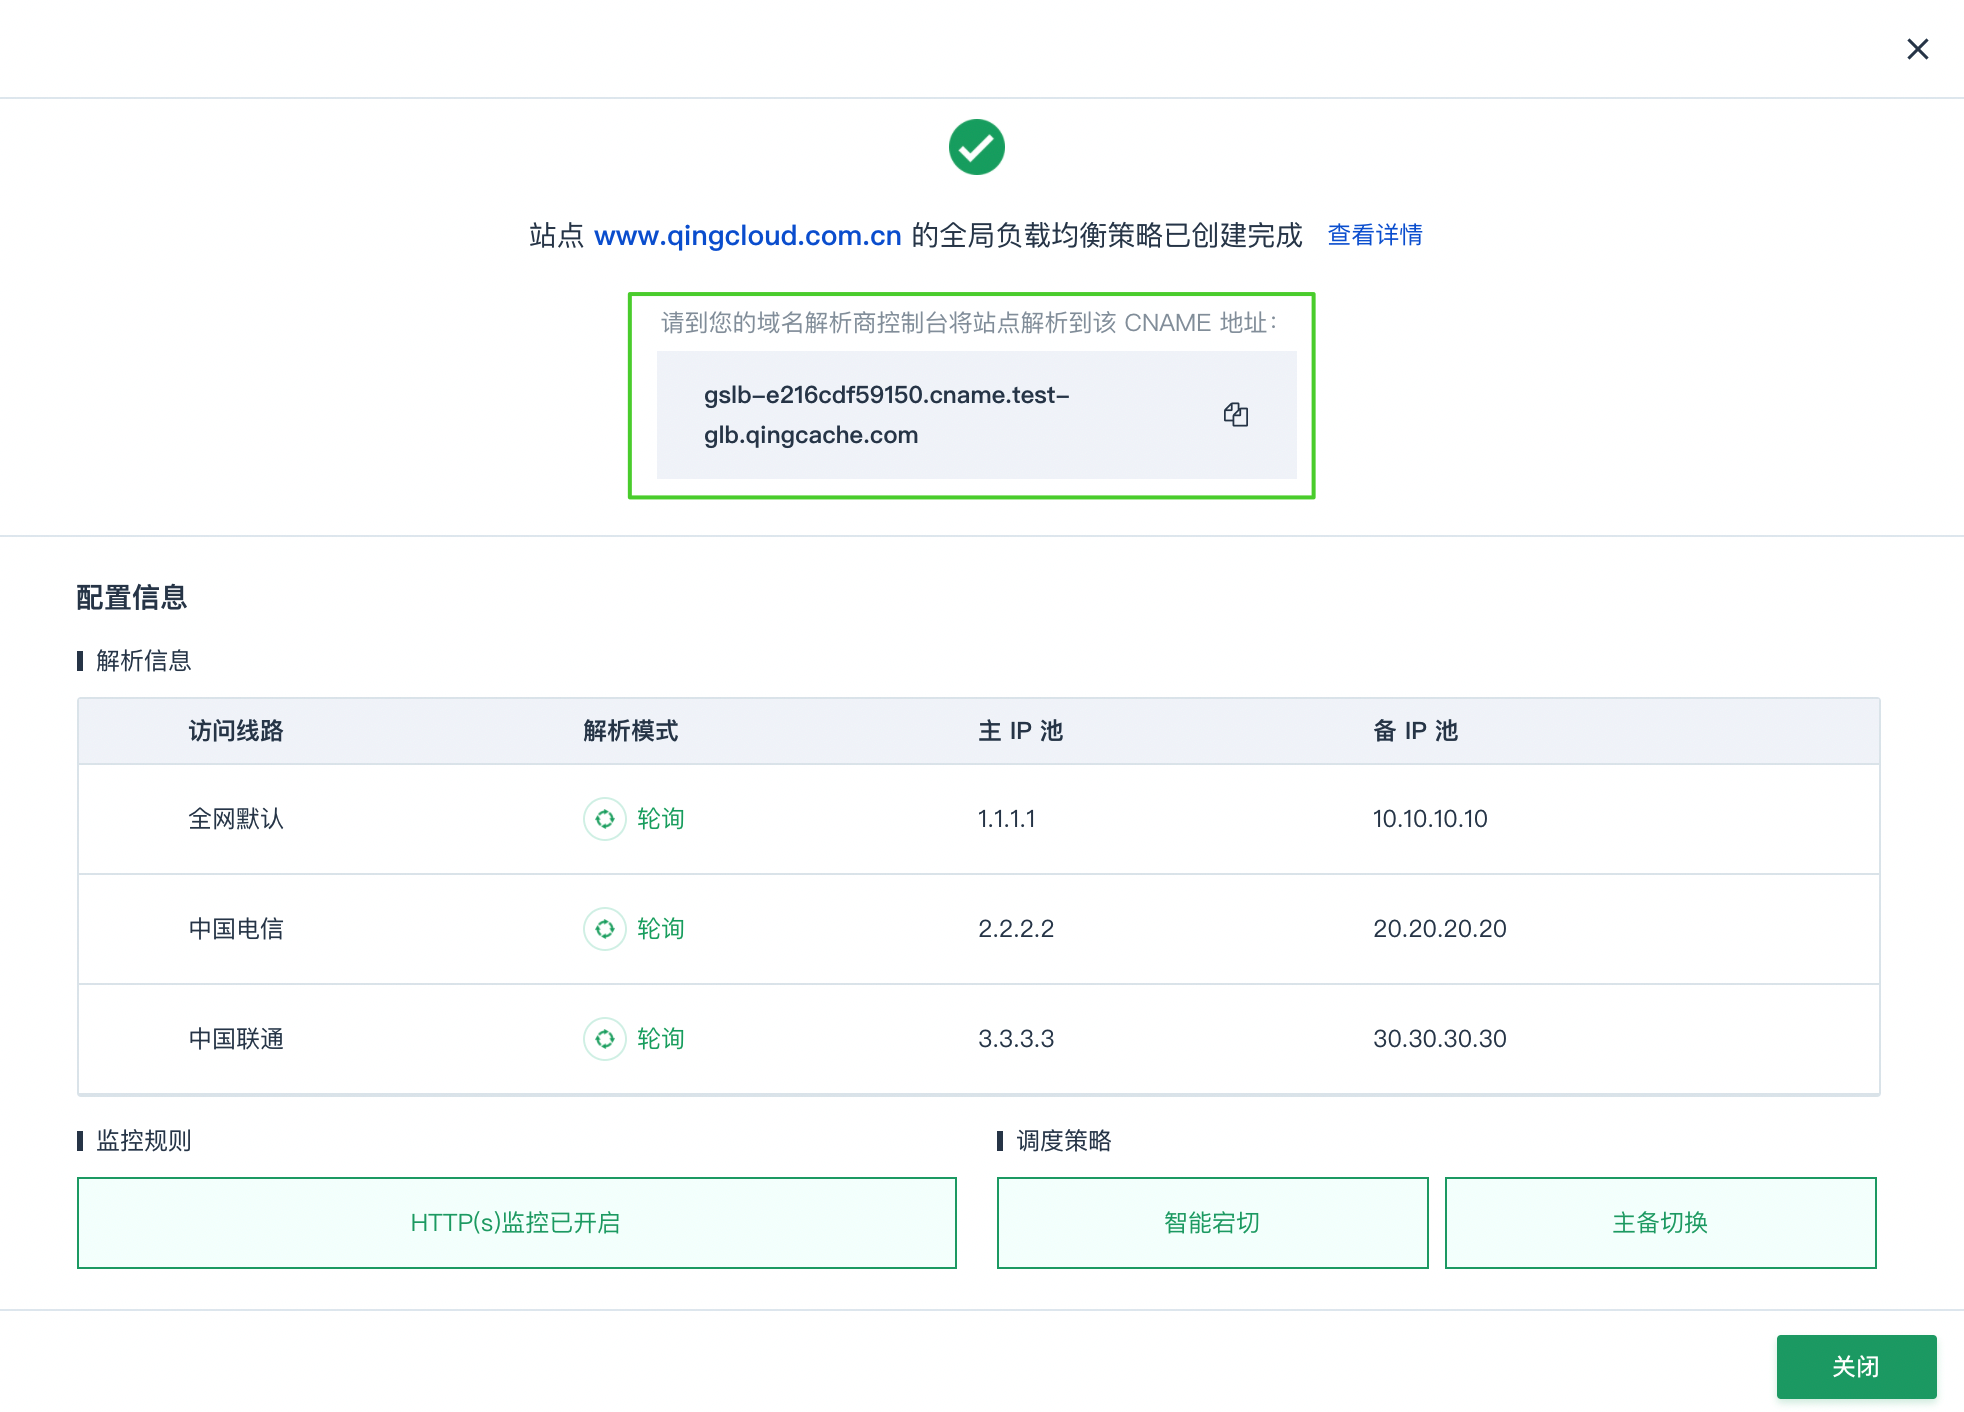 站点 www.qingcloud.com.cn 的全局负载均衡策略已创建完成 查看详情
请到您的域名解析商控制台将站点解析到该 CNAME 地址：
gslb-e216cdf59150.cname.test-
glb.qingcache.com
配置信息
解析信息
访问线路 解析模式 主 IP 池 备 IP 池
全网默认 轮询 1.1.1.1 10.10.10.10
中国电信 轮询 2.2.2.2 20.20.20.20
中国联通 轮询 3.3.3.3 30.30.30.30
监控规则 调度策略
HTTP(s)监控已开启 智能宕切 主备切换
关闭